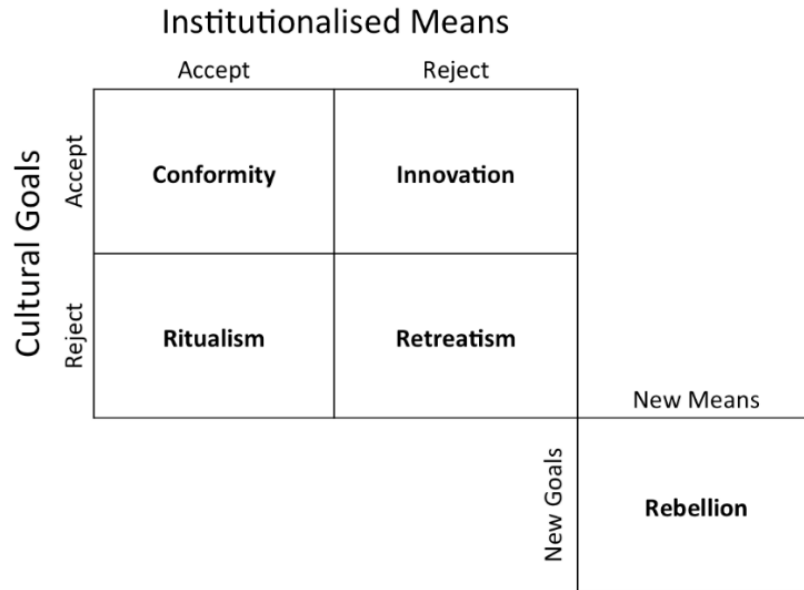 Institutionalised Means
Accept Reject
Cultural Goals
Accept
Conformity Innovation
Reject
Ritualism Retreatism
New Means
New Goals
Rebellion